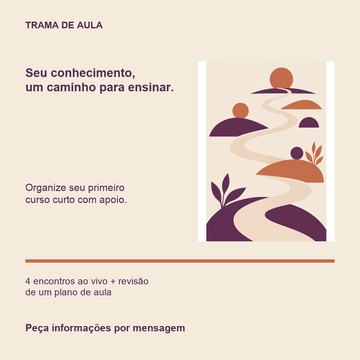 TRAMA DE AULA
Seu conhecimento,
um caminho para ensinar.
Organize seu primeiro
curso curto com apoio.
4 encontros ao vivo + revisão
de um plano de aula
Peça informações por mensagem